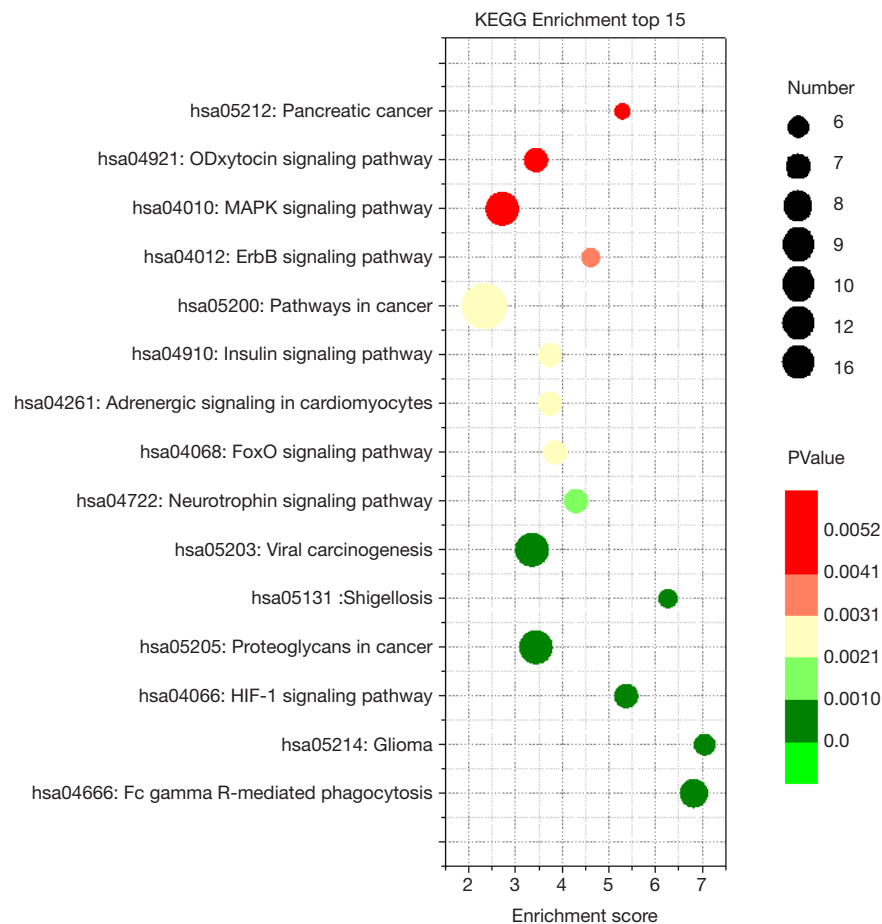 KEGG Enrichment top 15
hsa05212: Pancreatic cancer
hsa04921: ODxytocin signaling pathway
hsa04010: MAPK signaling pathway
hsa04012: ErbB signaling pathway
hsa05200: Pathways in cancer
hsa04910: Insulin signaling pathway
hsa04261: Adrenergic signaling in cardiomyocytes
hsa04068: FoxO signaling pathway
hsa04722: Neurotrophin signaling pathway
hsa05203: Viral carcinogenesis
hsa05131 :Shigellosis
hsa05205: Proteoglycans in cancer
hsa04066: HIF-1 signaling pathway
hsa05214: Glioma
hsa04666: Fc gamma R-mediated phagocytosis
2 3 4 5 6 7
Enrichment score
Number
6
7
8
9
10
12
16
PValue
0.0052
0.0041
0.0031
0.0021
0.0010
0.0